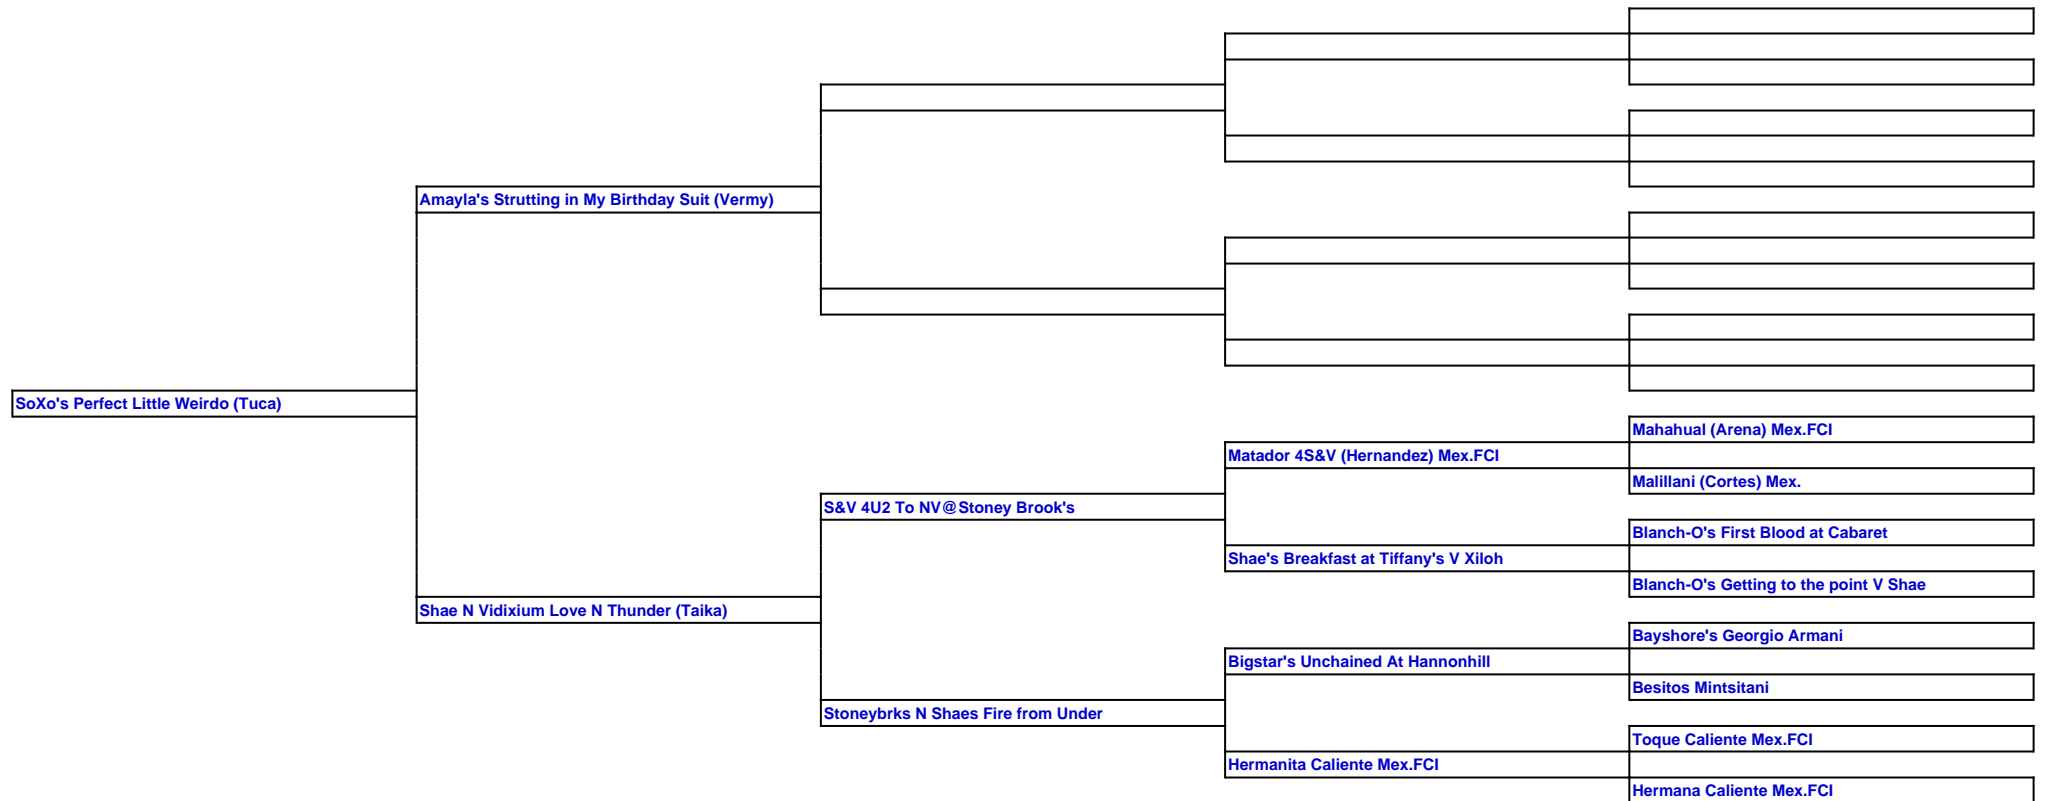 Amayla's Strutting in My Birthday Suit (Vermy)
SoXo's Perfect Little Weirdo (Tuca)
Mahahual (Arena) Mex.FCI
Matador 4S&V (Hernandez) Mex.FCI
Malillani (Cortes) Mex.
S&V 4U2 To NV@Stoney Brook's
Blanch-O's First Blood at Cabaret
Shae's Breakfast at Tiffany's V Xiloh
Blanch-O's Getting to the point V Shae
Shae N Vidixium Love N Thunder (Taika)
Bayshore's Georgio Armani
Bigstar's Unchained At Hannonhill
Besitos Mintsitani
Stoneybrks N Shaes Fire from Under
Toque Caliente Mex.FCI
Hermanita Caliente Mex.FCI
Hermana Caliente Mex.FCI